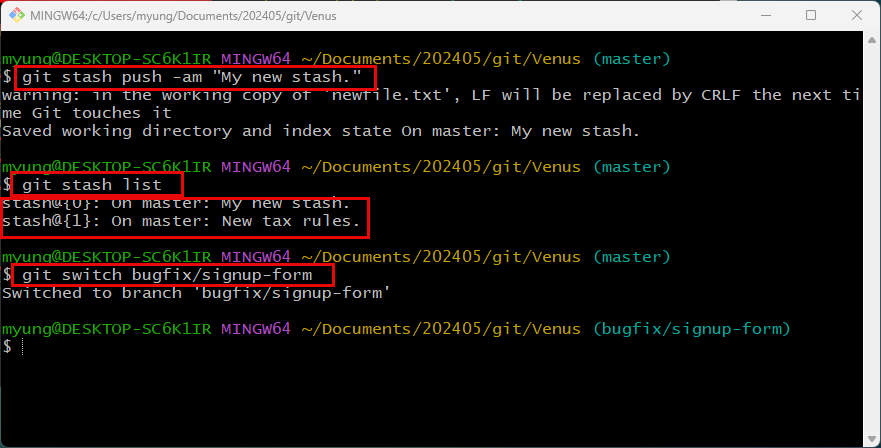 MINGW64:/c/Users/myung/Documents/202405/git/Venus
myung@DESKTOP-SC6K1IR MINGW64 ~/Documents/202405/git/Venus (master)
$ git stash push -am "My new stash."
warning: in the working copy of 'newfile.txt', LF will be replaced by CRLF the next ti
me Git touches it
Saved working directory and index state On master: My new stash.
myung@DESKTOP-SC6K1IR MINGW64 ~/Documents/202405/git/Venus (master)
$ git stash list
stash@{0}: On master: My new stash.
stash@{1}: On master: New tax rules.
myung@DESKTOP-SC6K1IR MINGW64 ~/Documents/202405/git/Venus (master)
$ git switch bugfix/signup-form
Switched to branch 'bugfix/signup-form'
myung@DESKTOP-SC6K1IR MINGW64 ~/Documents/202405/git/Venus (bugfix/signup-form)
$